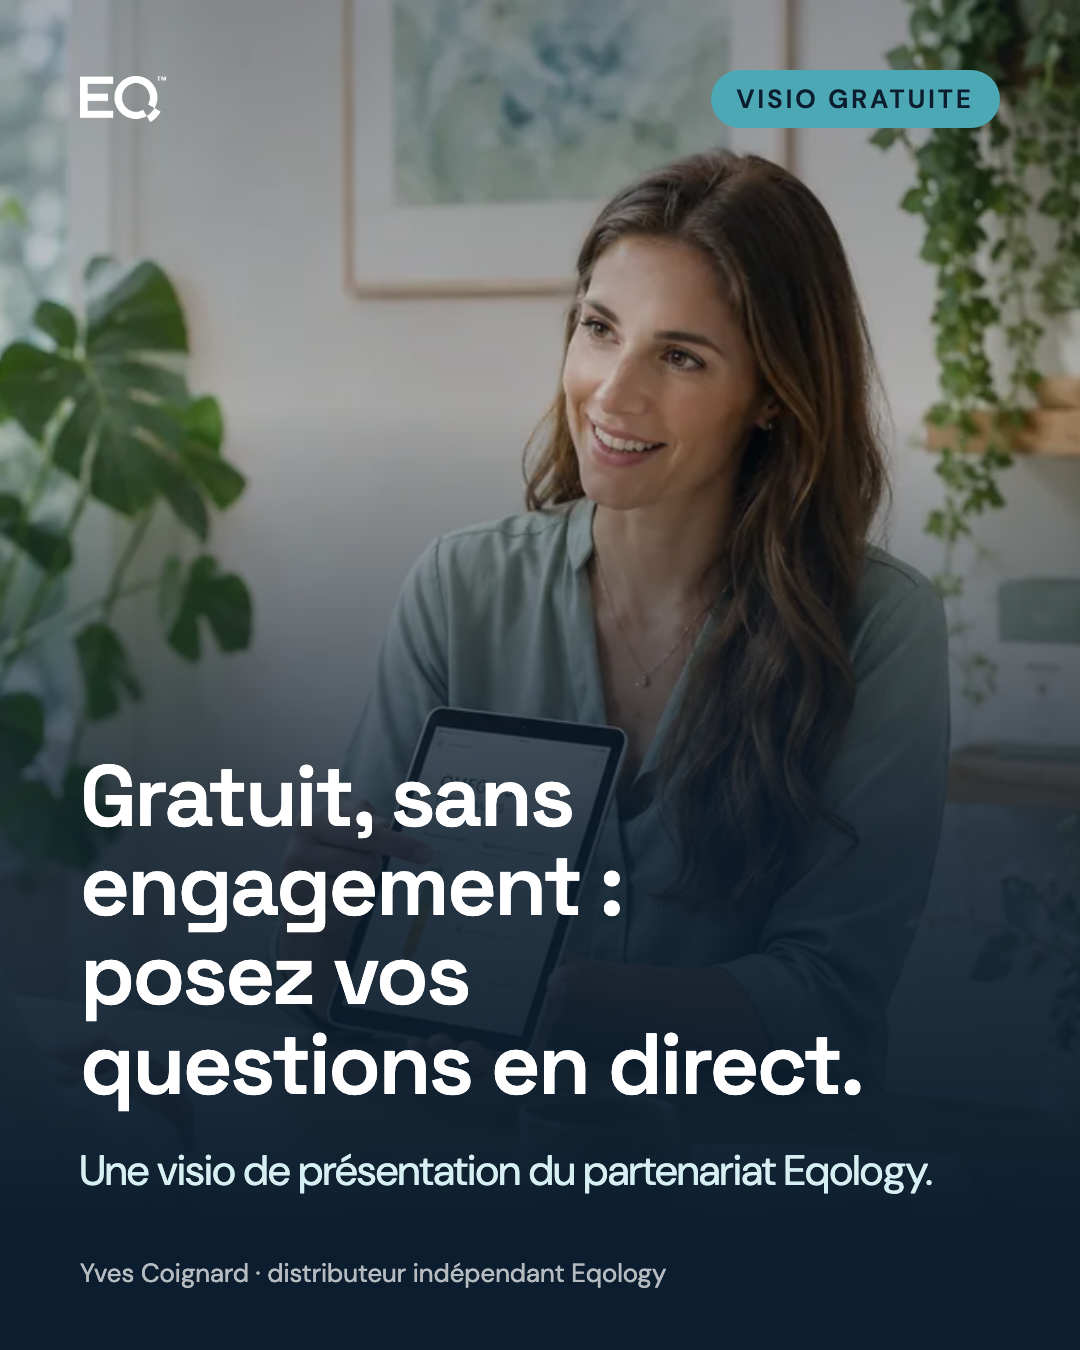 EQ™
VISIO GRATUITE
Gratuit, sans
engagement :
posez vos
questions en direct.
Une visio de présentation du partenariat Eqology.
Yves Coignard · distributeur indépendant Eqology